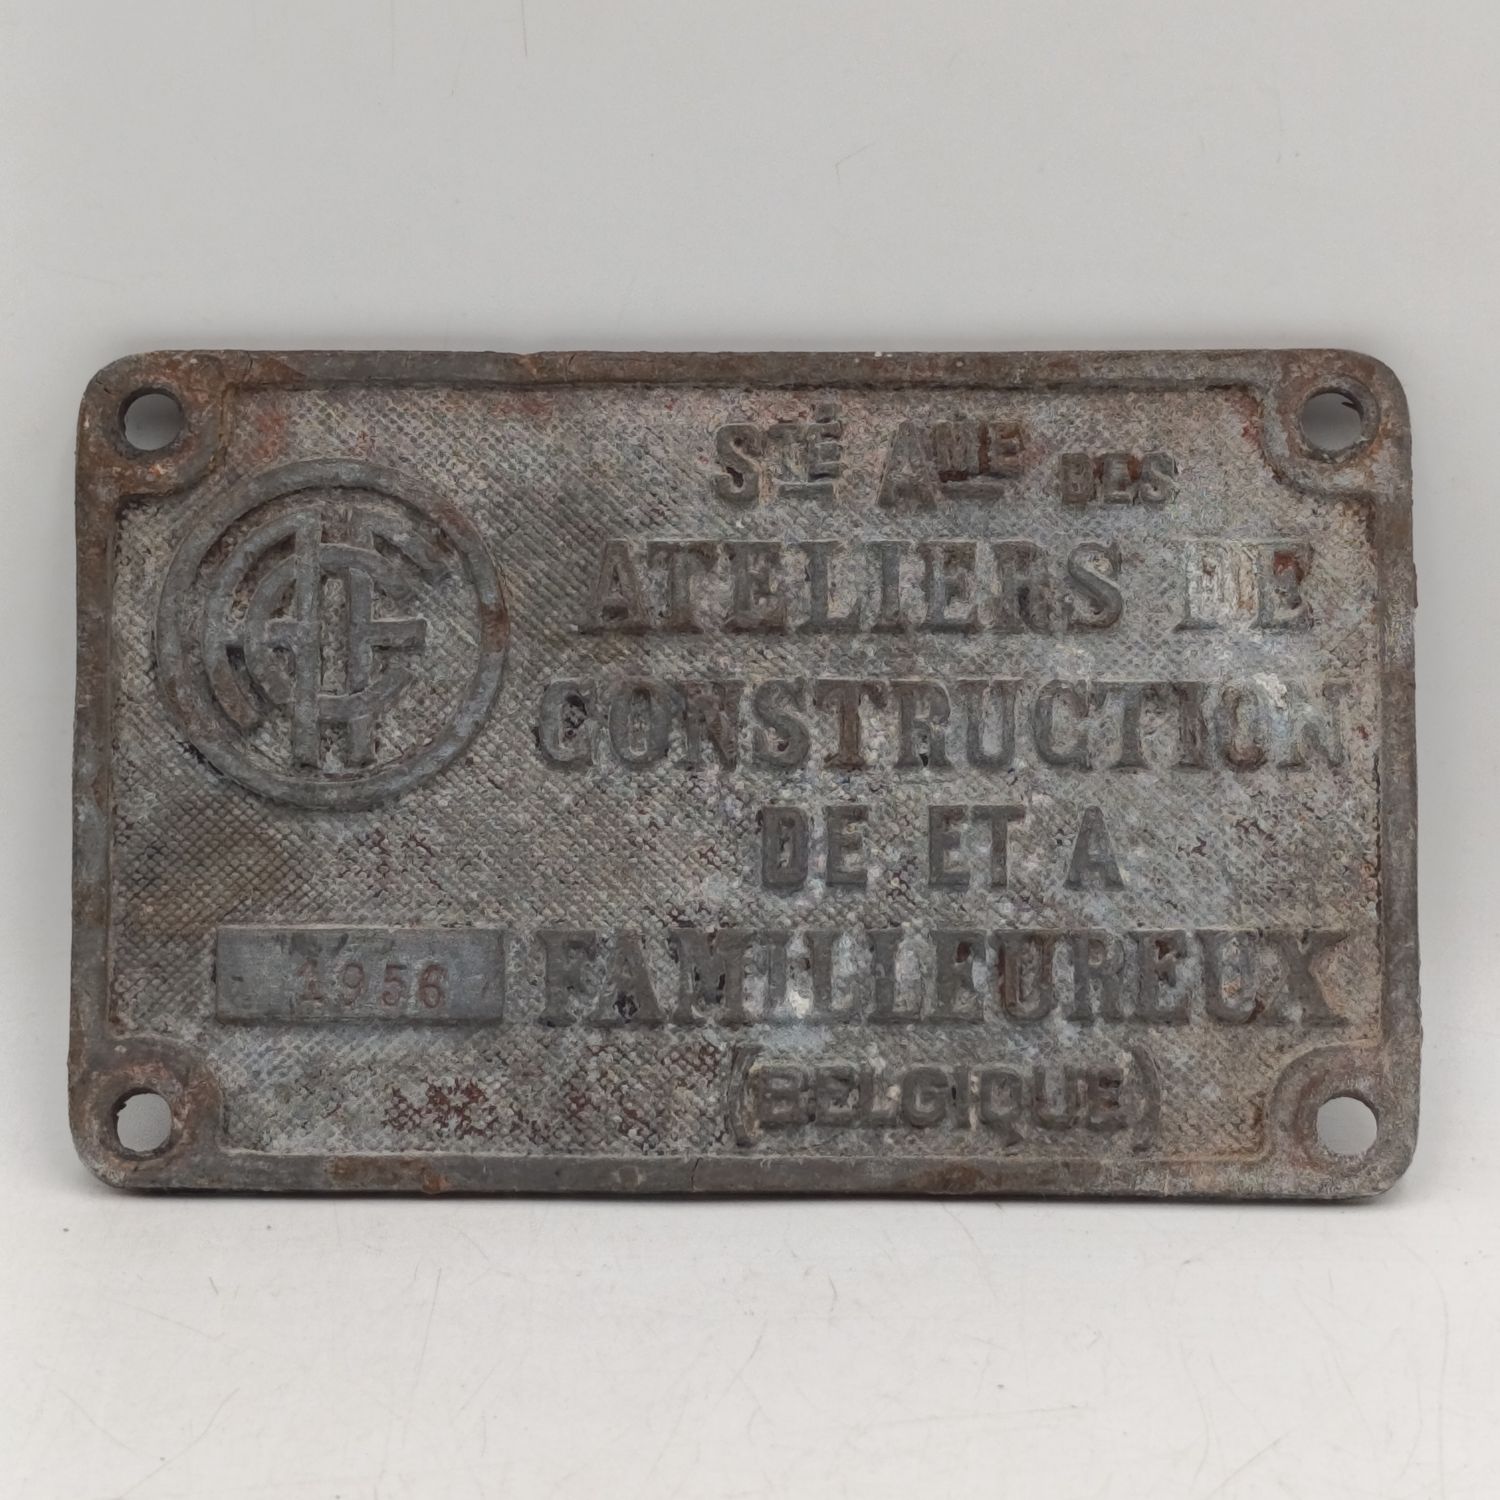 STÉ AME DES
ATELIERS DE
CONSTRUCTION
DE ET A
1956 FAMILLEUREUX
(BELGIQUE)